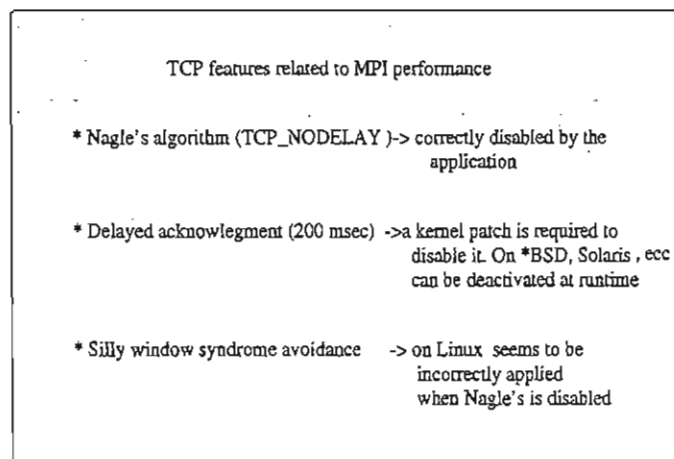 TCP features related to MPI performance
* Nagle's algorithm (TCP_NODELAY )-> correctly disabled by the
application
* Delayed acknowlegment (200 msec) ->a kernel patch is required to
disable it. On *BSD, Solaris , ecc
can be deactivated at runtime
* Silly window syndrome avoidance -> on Linux seems to be
incorrectly applied
when Nagle's is disabled